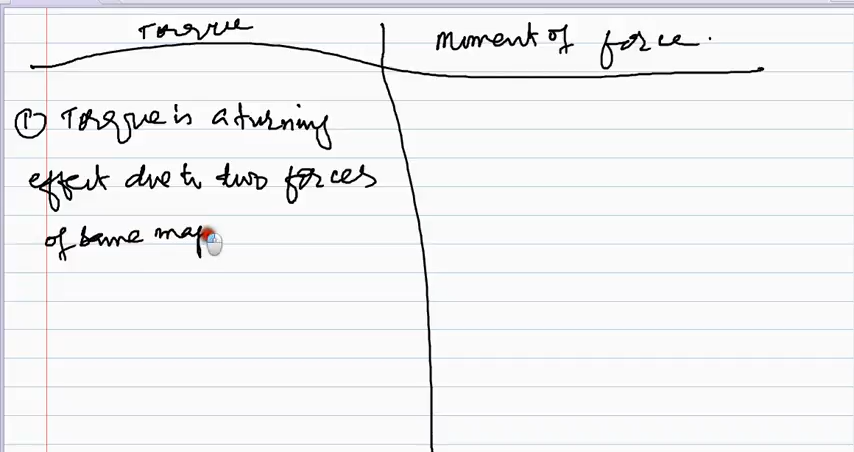 Torque
Moment of force.
① Torque is a turning
effect due to two forces
of same mag